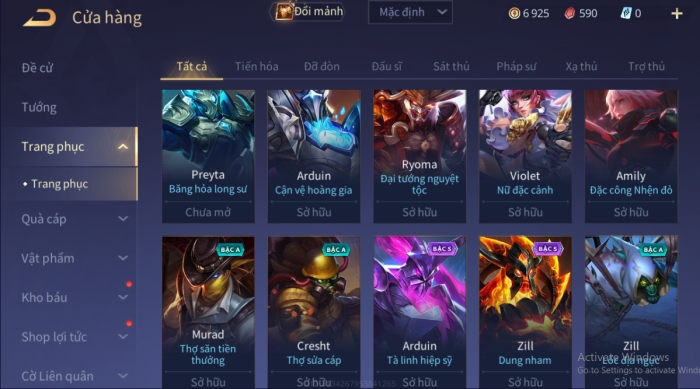 Cửa hàng
Đổi mảnh
Mặc định
6 925
590
0
Đề cử
Tướng
Trang phục
• Trang phục
Quà cáp
Vật phẩm
Kho báu
Shop lợi tức
Cờ Liên quân
Tất cả
Tiến hóa
Đỡ đòn
Đấu sĩ
Sát thủ
Pháp sư
Xạ thủ
Trợ thủ
Preyta
Băng hỏa long sư
Chưa mở
Arduin
Cận vệ hoàng gia
Sở hữu
Ryoma
Đại tướng nguyệt
tộc
Sở hữu
Violet
Nữ đặc cảnh
Sở hữu
Amily
Đặc công Nhện đỏ
Sở hữu
BẬC A
Murad
Thợ săn tiền
thưởng
Sở hữu
BẬC A
Cresht
Thợ sửa cáp
Sở hữu
BẬC S
Arduin
Tà linh hiệp sỹ
Sở hữu
BẬC S
Zill
Dung nham
Sở hữu
BẬC A
Zill
Lốc địa ngục
Sở hữu
Activate Windows
Go to Settings to activate Wind